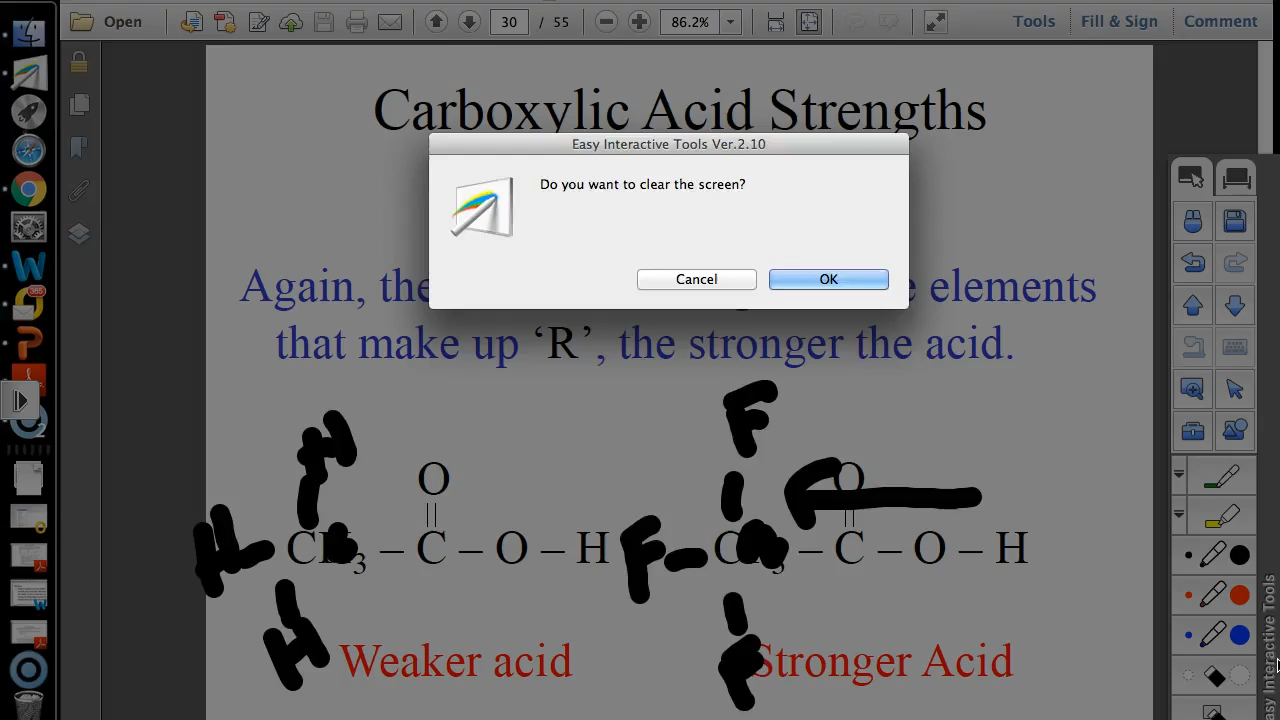 Open
30 / 55
86.2%
Tools
Fill & Sign
Comment
Carboxylic Acid Strengths
Easy Interactive Tools Ver.2.10
Do you want to clear the screen?
Cancel
OK
Again, the
elements
that make up ‘R’, the stronger the acid.
H
F
O
O
H
CH₃ – C – O – H
F
– C – O – H
H
F
Weaker acid
Stronger Acid
Easy Interactive Tools
365